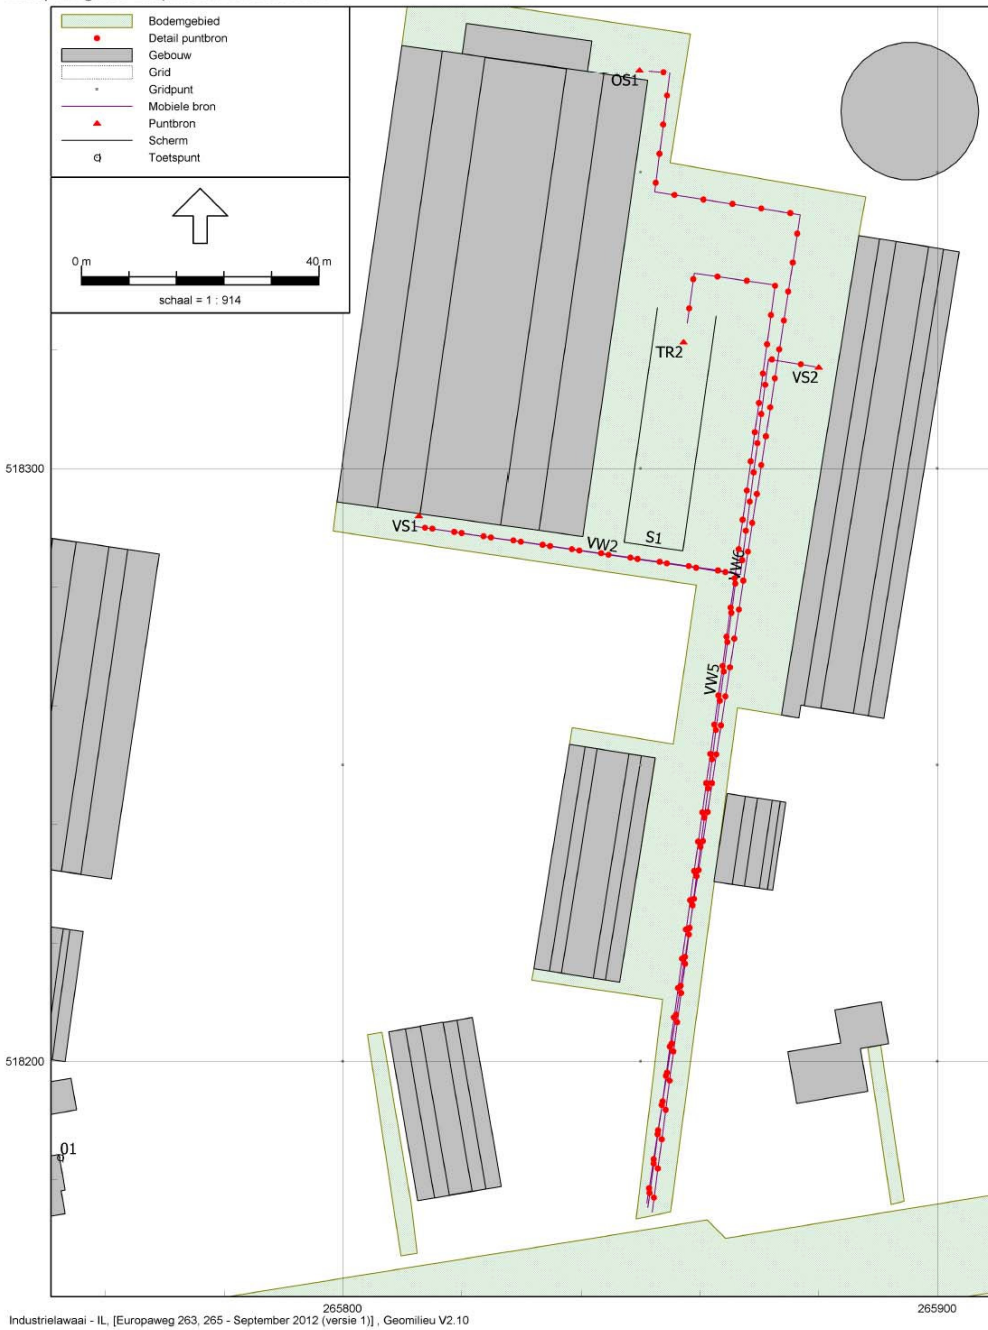 Bodemgebied
Detail puntbron
Gebouw
Grid
Gridpunt
Mobiele bron
Puntbron
Scherm
Toetspunt
0 m 40 m
schaal = 1 : 914
OS1
TR2
VS2
518300
VS1
VW2
S1
VW6
VW5
518200
01
265800 265900
Industrielawaai - IL, [Europaweg 263, 265 - September 2012 (versie 1)] , Geomilieu V2.10